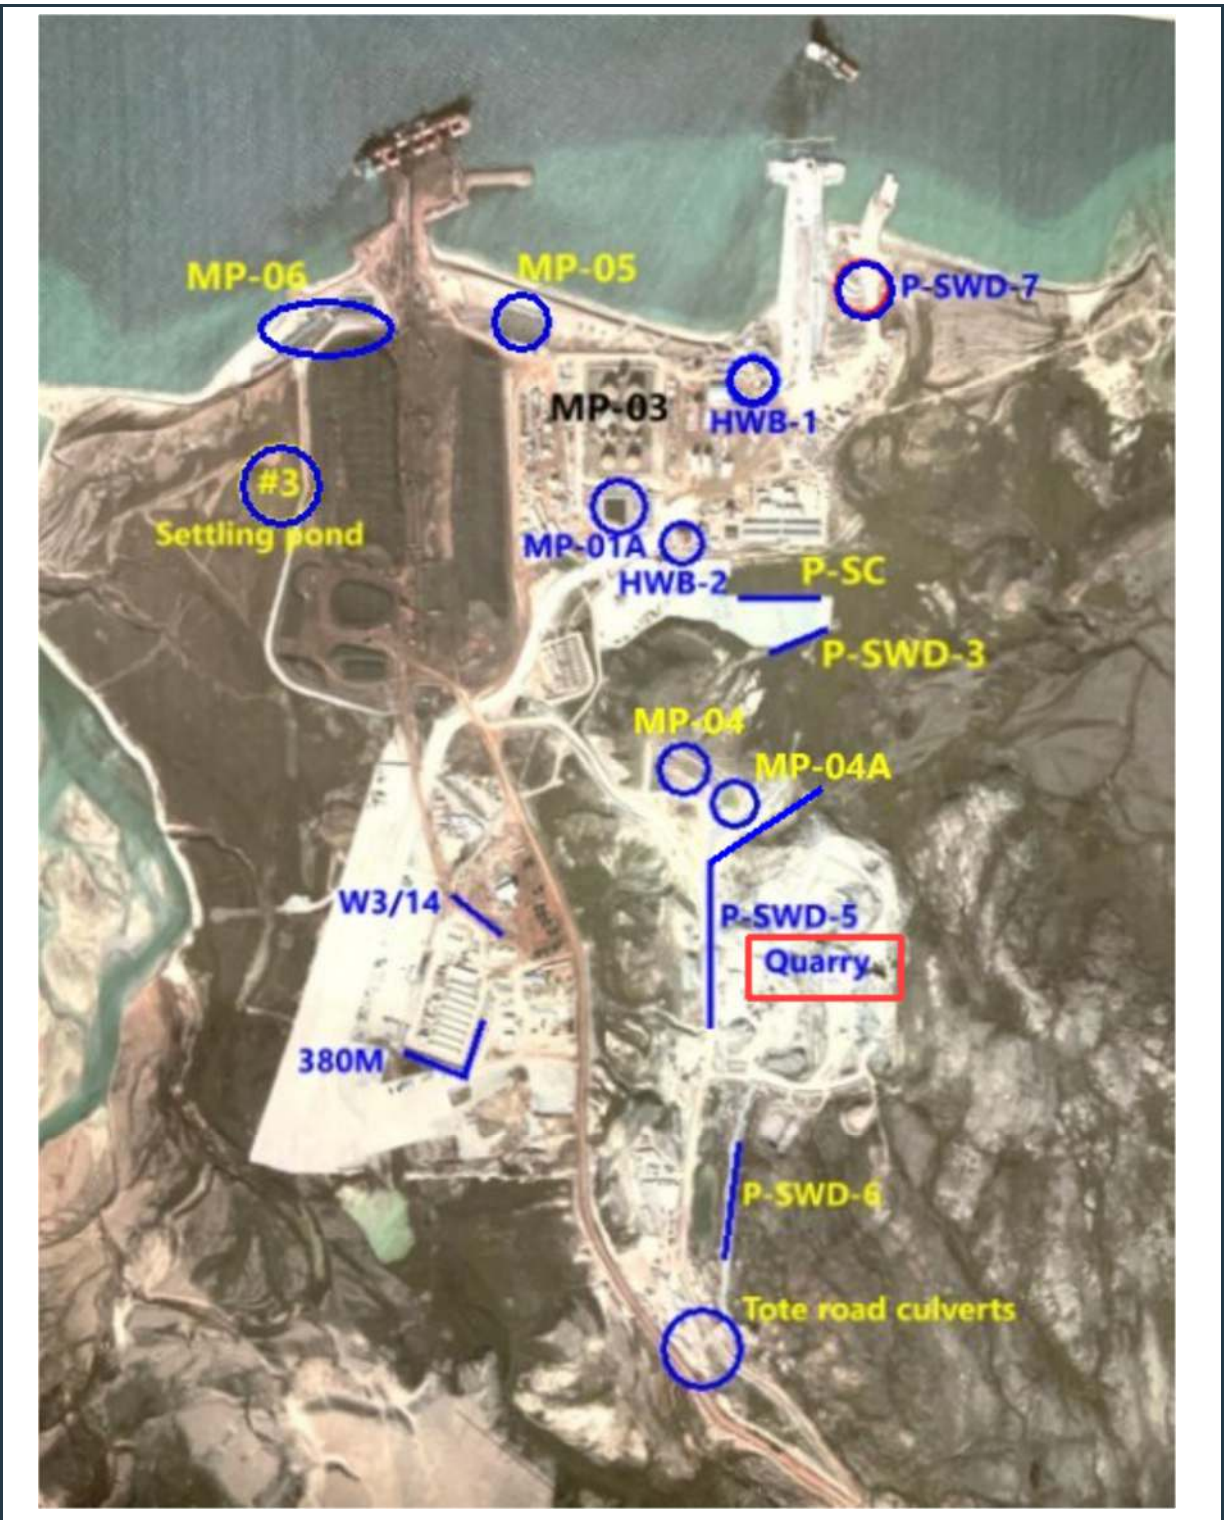 MP-06
MP-05
P-SWD-7
MP-03
HWB-1
#3
Settling pond
MP-01A
HWB-2
P-SC
P-SWD-3
MP-04
MP-04A
W3/14
P-SWD-5
Quarry
380M
P-SWD-6
Tote road culverts